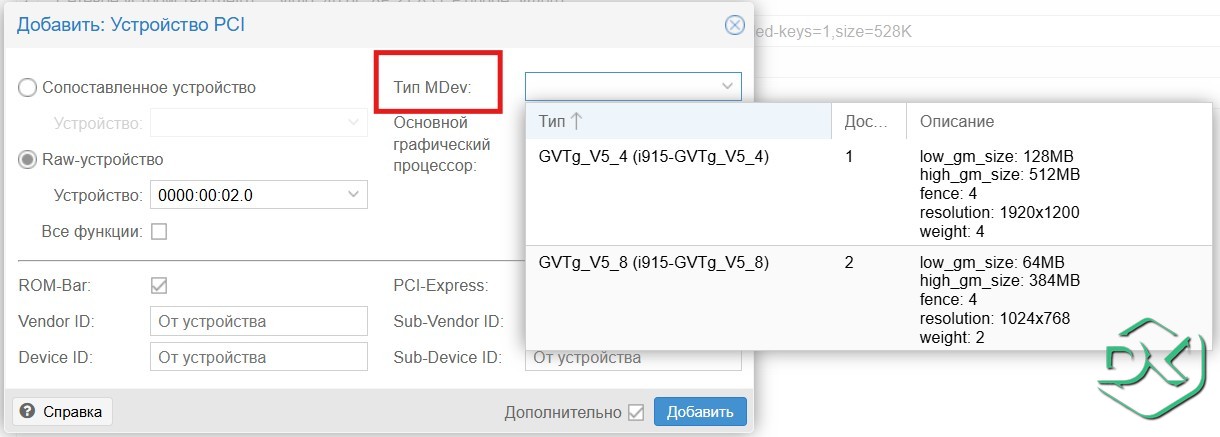 Добавить: Устройство PCI
ed-keys=1,size=528K
Сопоставленное устройство
Тип MDev:
Устройство:
Основной
графический
процессор:
Raw-устройство
Устройство: 0000:00:02.0
Все функции:
Тип Дос... Описание
GVTg_V5_4 (i915-GVTg_V5_4) 1 low_gm_size: 128MB
high_gm_size: 512MB
fence: 4
resolution: 1920x1200
weight: 4
GVTg_V5_8 (i915-GVTg_V5_8) 2 low_gm_size: 64MB
high_gm_size: 384MB
fence: 4
resolution: 1024x768
weight: 2
ROM-Bar:
PCI-Express:
Vendor ID: От устройства
Sub-Vendor ID:
Device ID: От устройства
Sub-Device ID: От устройства
Справка
Дополнительно
Добавить